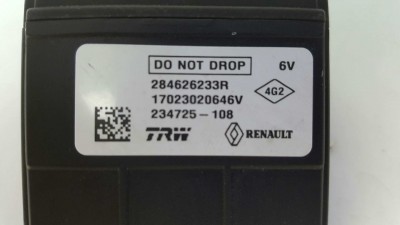 DO NOT DROP 6V
284626233R
17023020646V 4G2
234725-108
TRW RENAULT